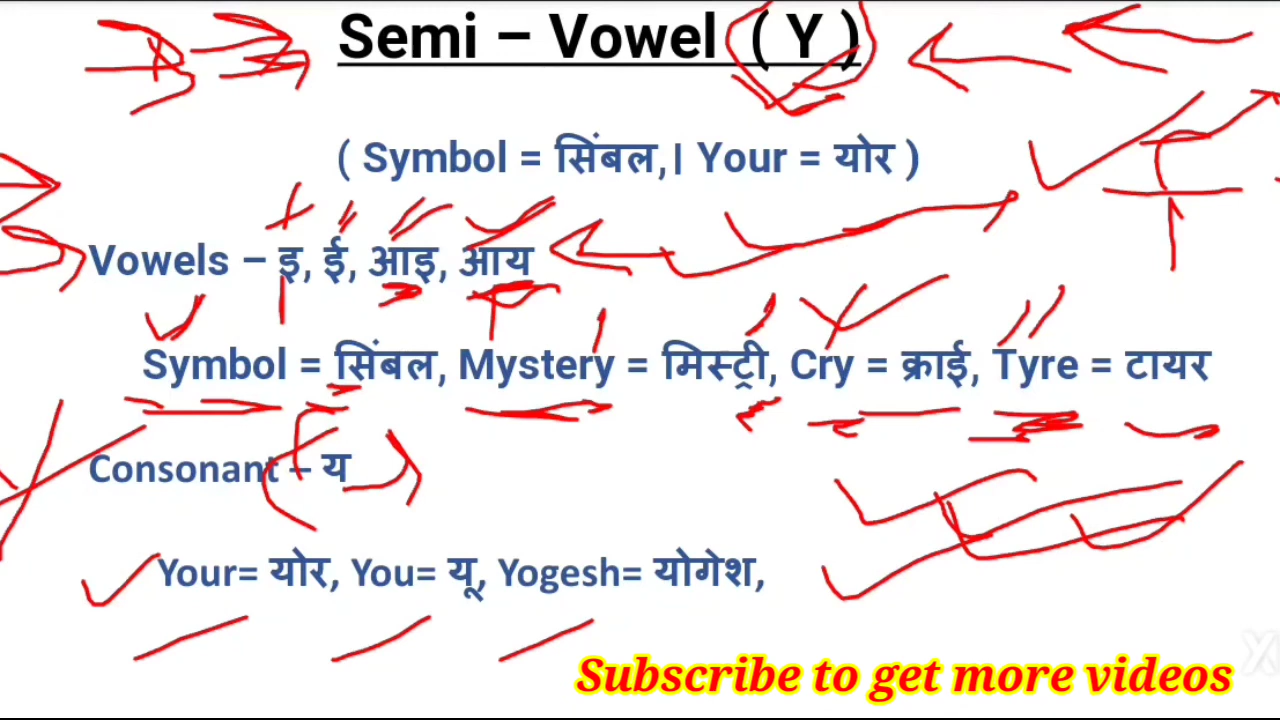 Semi – Vowel ( Y )
( Symbol = सिंबल,। Your = योर )
Vowels – इ, ई, आइ, आय
Symbol = सिंबल, Mystery = मिस्ट्री, Cry = क्राई, Tyre = टायर
Consonant – य
Your= योर, You= यू, Yogesh= योगेश,
Subscribe to get more videos